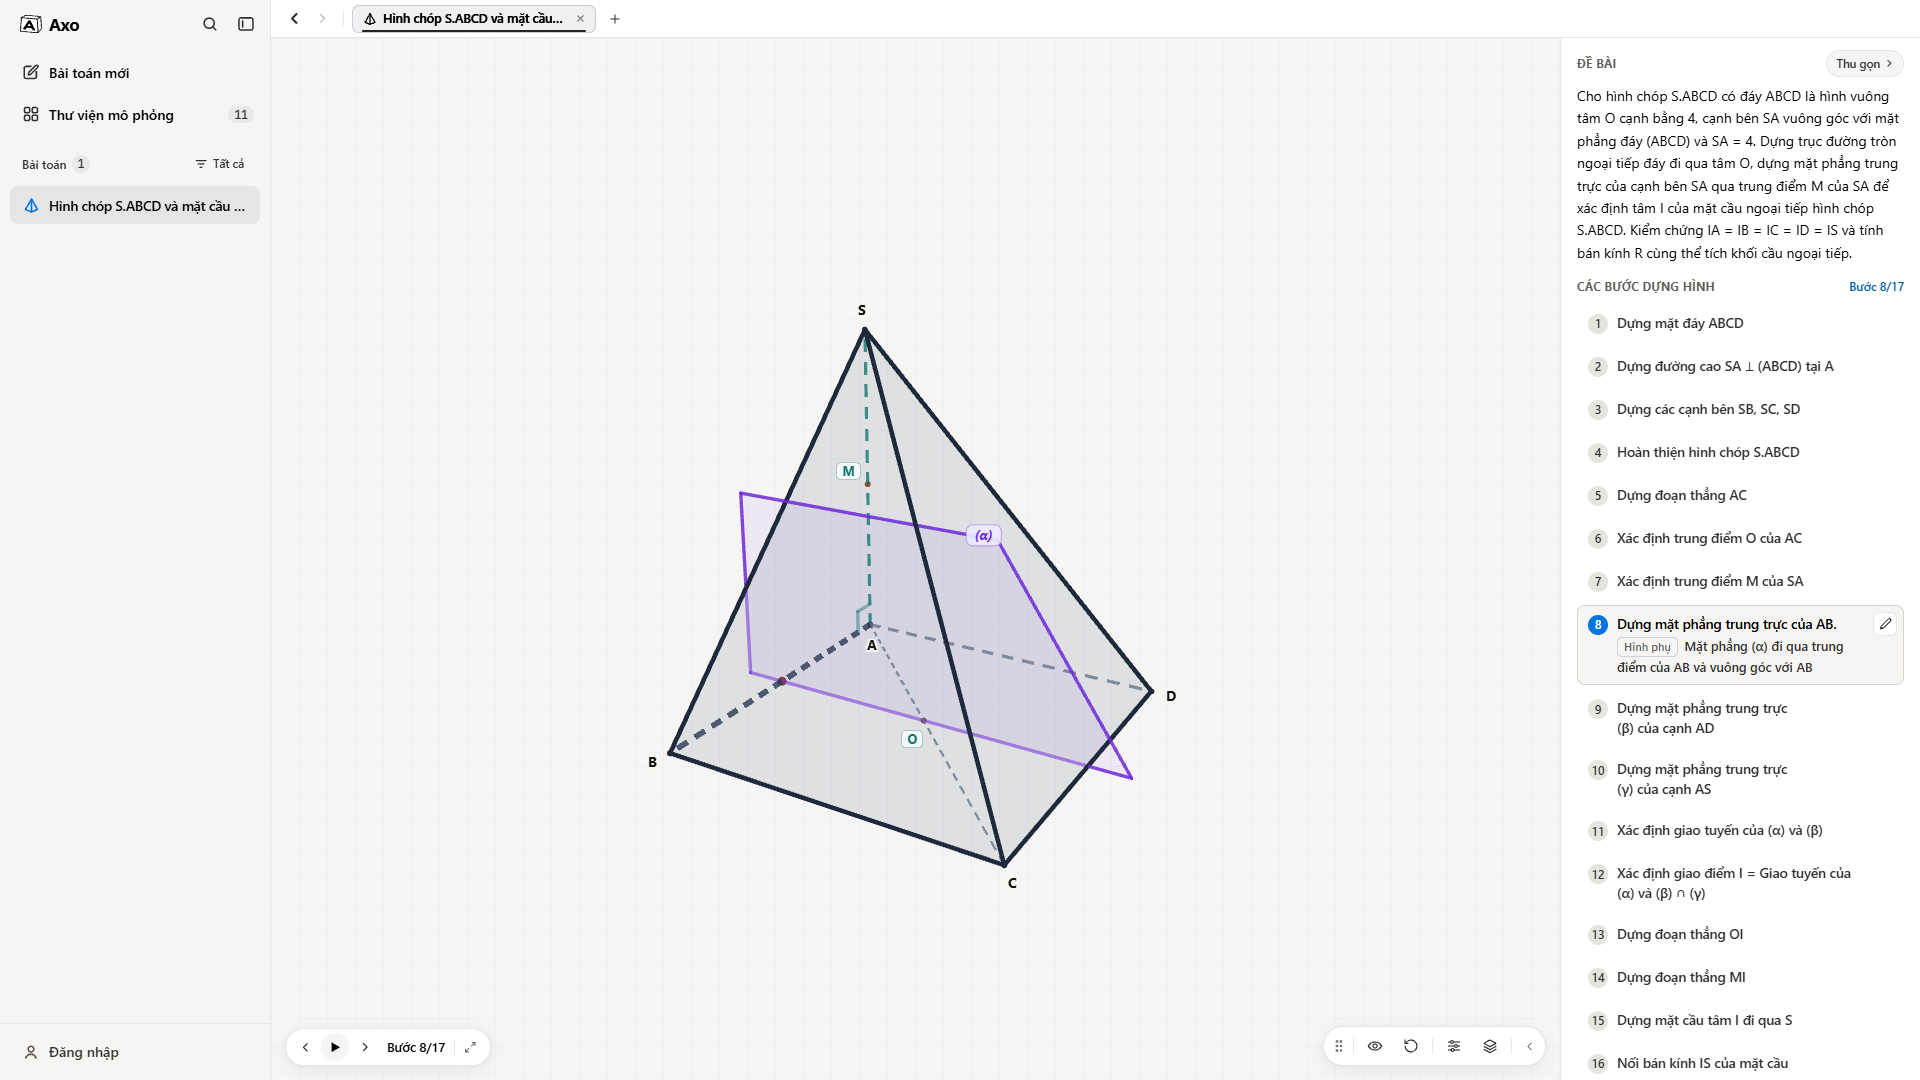 Axo
Bài toán mới
Thư viện mô phỏng 11
Bài toán 1 Tất cả
Hình chóp S.ABCD và mặt cầu ...
Đăng nhập
Hình chóp S.ABCD và mặt cầu...
S
M
(α)
A
D
O
B
C
Bước 8/17
ĐỀ BÀI
Thu gọn
Cho hình chóp S.ABCD có đáy ABCD là hình vuông
tâm O cạnh bằng 4, cạnh bên SA vuông góc với mặt
phẳng đáy (ABCD) và SA = 4. Dựng trục đường tròn
ngoại tiếp đáy đi qua tâm O, dựng mặt phẳng trung
trực của cạnh bên SA qua trung điểm M của SA để
xác định tâm I của mặt cầu ngoại tiếp hình chóp
S.ABCD. Kiểm chứng IA = IB = IC = ID = IS và tính
bán kính R cùng thể tích khối cầu ngoại tiếp.
CÁC BƯỚC DỰNG HÌNH
Bước 8/17
1 Dựng mặt đáy ABCD
2 Dựng đường cao SA ⊥ (ABCD) tại A
3 Dựng các cạnh bên SB, SC, SD
4 Hoàn thiện hình chóp S.ABCD
5 Dựng đoạn thẳng AC
6 Xác định trung điểm O của AC
7 Xác định trung điểm M của SA
8 Dựng mặt phẳng trung trực của AB.
Hình phụ Mặt phẳng (α) đi qua trung
điểm của AB và vuông góc với AB
9 Dựng mặt phẳng trung trực
(β) của cạnh AD
10 Dựng mặt phẳng trung trực
(γ) của cạnh AS
11 Xác định giao tuyến của (α) và (β)
12 Xác định giao điểm I = Giao tuyến của
(α) và (β) ∩ (γ)
13 Dựng đoạn thẳng OI
14 Dựng đoạn thẳng MI
15 Dựng mặt cầu tâm I đi qua S
16 Nối bán kính IS của mặt cầu